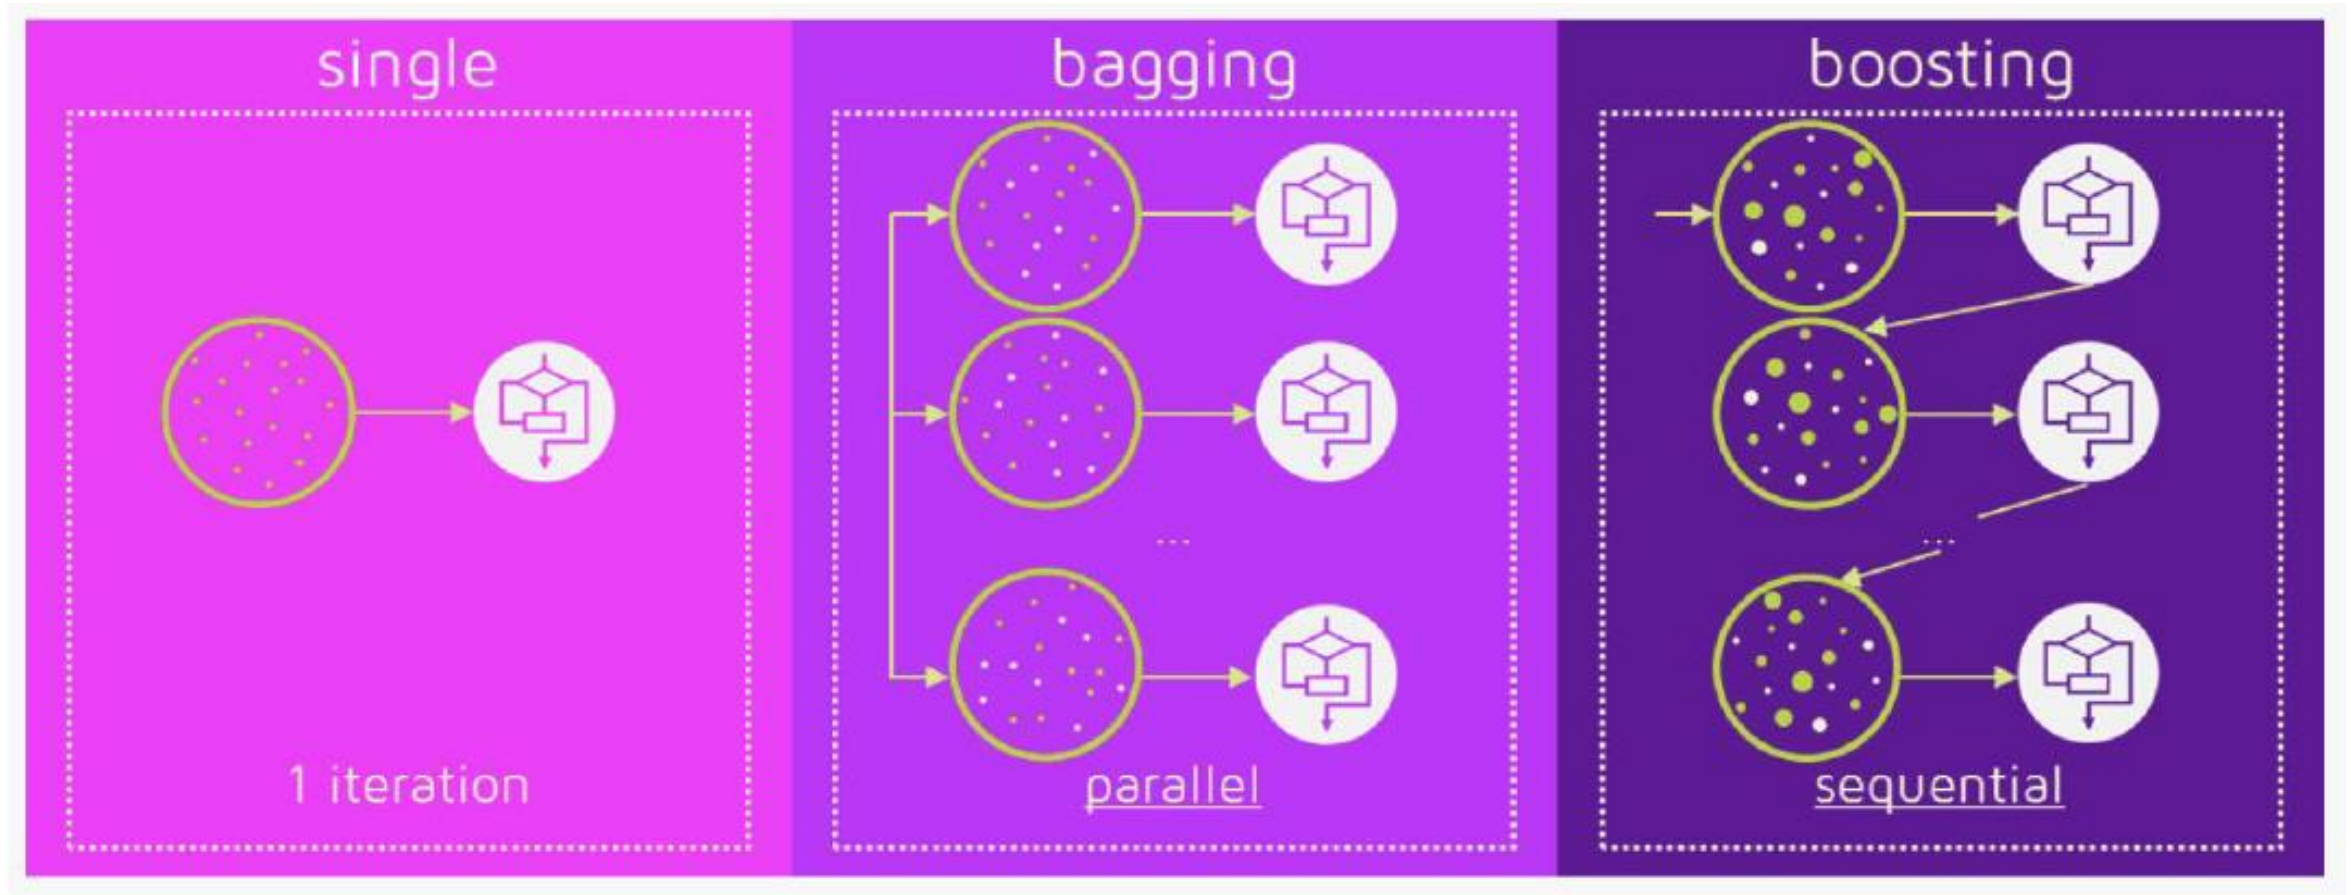 single
bagging
boosting
...
...
1 iteration
parallel
sequential